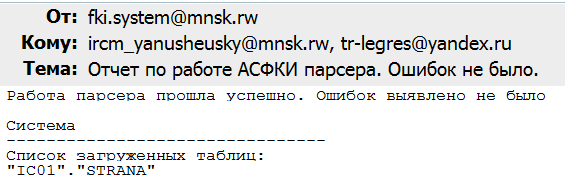 От: fki.system@mnsk.rw
Кому: ircm_yanusheusky@mnsk.rw, tr-legres@yandex.ru
Тема: Отчет по работе АСФКИ парсера. Ошибок не было.
Работа парсера прошла успешно. Ошибок выявлено не было
Система
--------------------------------
Список загруженных таблиц:
"IC01"."STRANA"